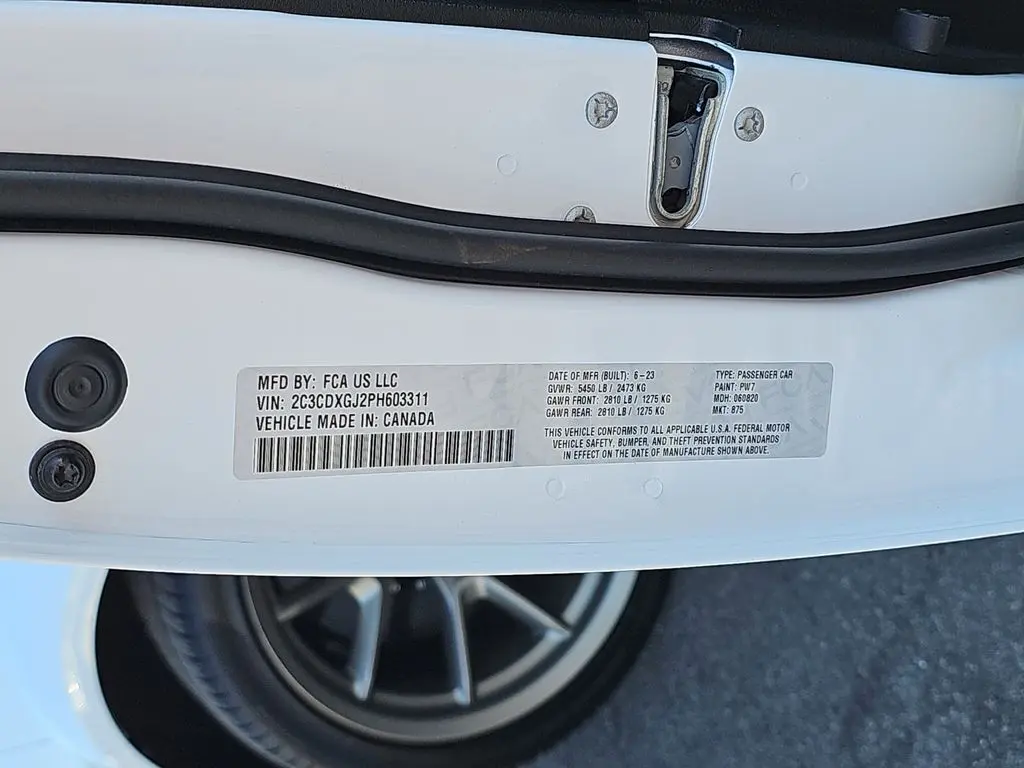 MFD BY: FCA US LLC
VIN: 2C3CDXGJ2PH603311
VEHICLE MADE IN: CANADA
DATE OF MFR (BUILT): 6-23
GVWR: 5450 LB / 2473 KG
GAWR FRONT: 2810 LB / 1275 KG
GAWR REAR: 2810 LB / 1275 KG
TYPE: PASSENGER CAR
PAINT: PW7
MDH: 060820
MKT: 875
THIS VEHICLE CONFORMS TO ALL APPLICABLE U.S.A. FEDERAL MOTOR
VEHICLE SAFETY, BUMPER, AND THEFT PREVENTION STANDARDS
IN EFFECT ON THE DATE OF MANUFACTURE SHOWN ABOVE.